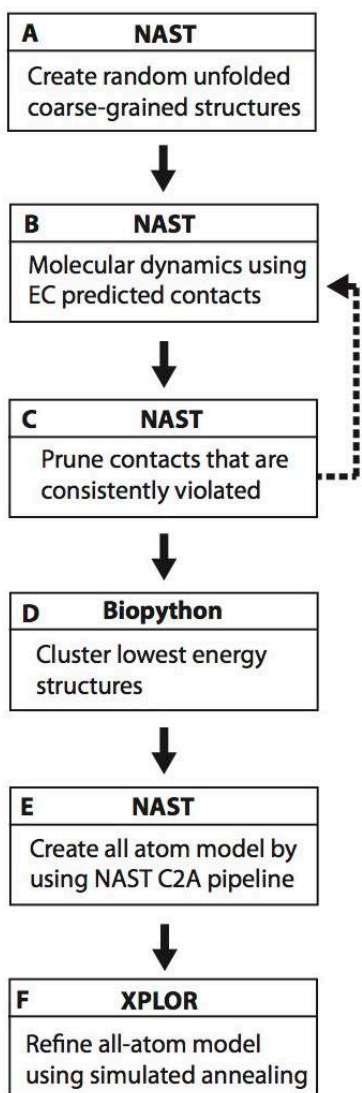 A NAST
Create random unfolded
coarse-grained structures
B NAST
Molecular dynamics using
EC predicted contacts
C NAST
Prune contacts that are
consistently violated
D Biopython
Cluster lowest energy
structures
E NAST
Create all atom model by
using NAST C2A pipeline
F XPLOR
Refine all-atom model
using simulated annealing